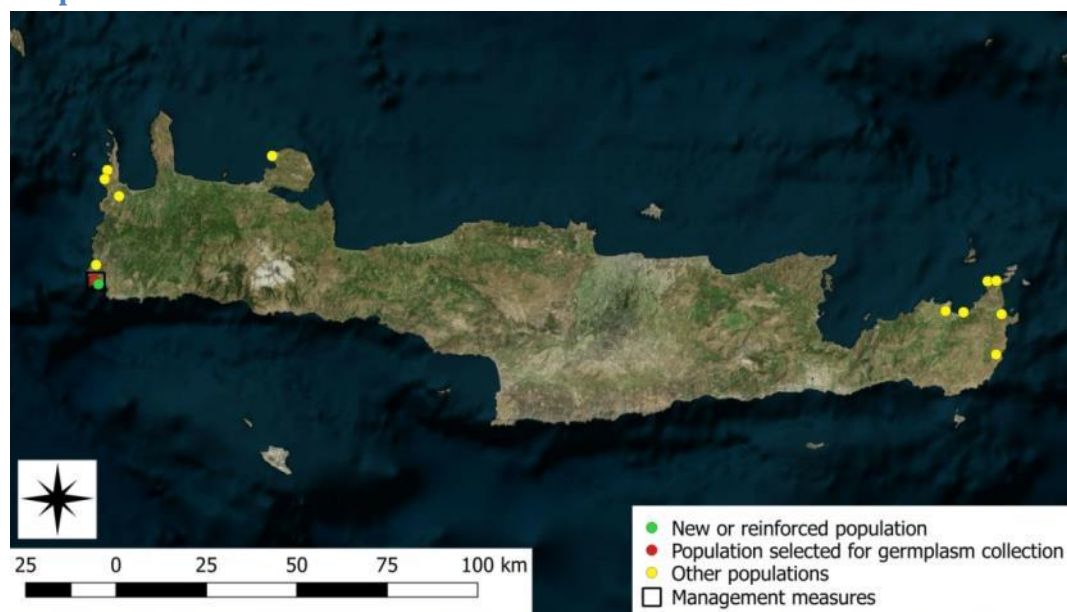 New or reinforced population
Population selected for germplasm collection
Other populations
Management measures
25 0 25 50 75 100 km